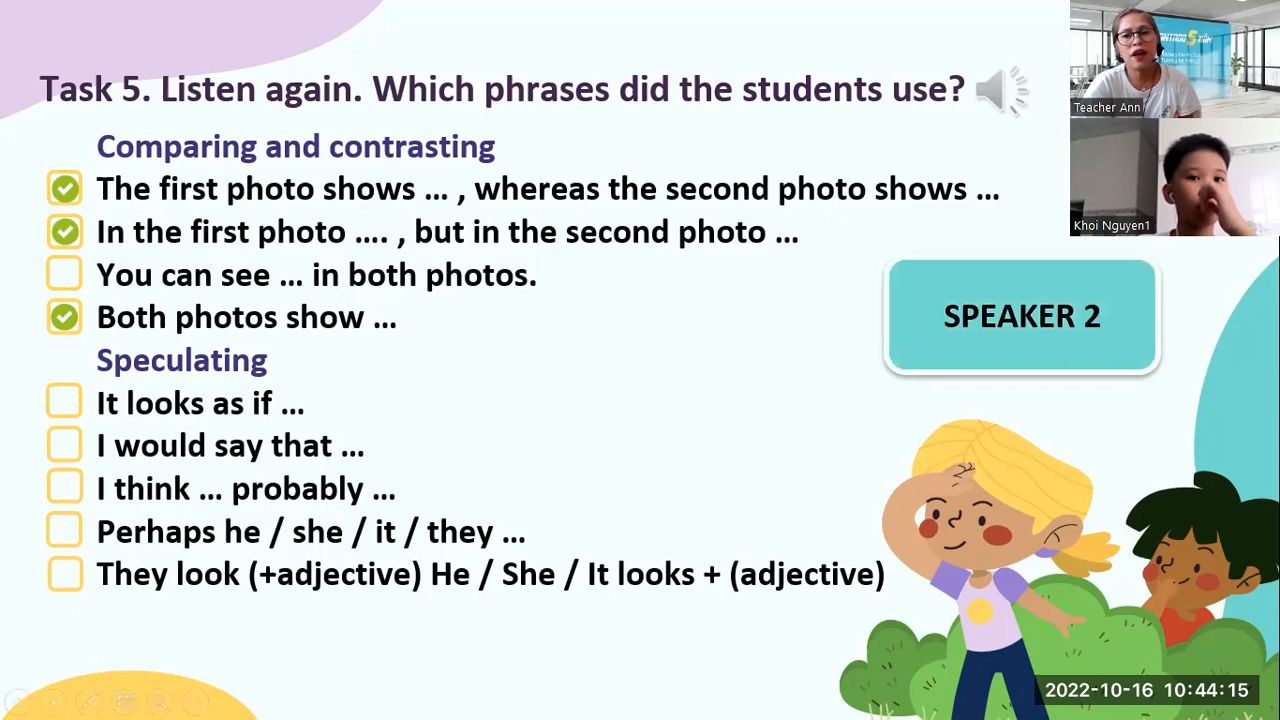 Task 5. Listen again. Which phrases did the students use?
Comparing and contrasting
The first photo shows … , whereas the second photo shows …
In the first photo …. , but in the second photo …
You can see … in both photos.
Both photos show …
Speculating
It looks as if …
I would say that …
I think … probably …
Perhaps he / she / it / they …
They look (+adjective) He / She / It looks + (adjective)
SPEAKER 2
Teacher Ann
Khoi Nguyen1
2022-10-16 10:44:15